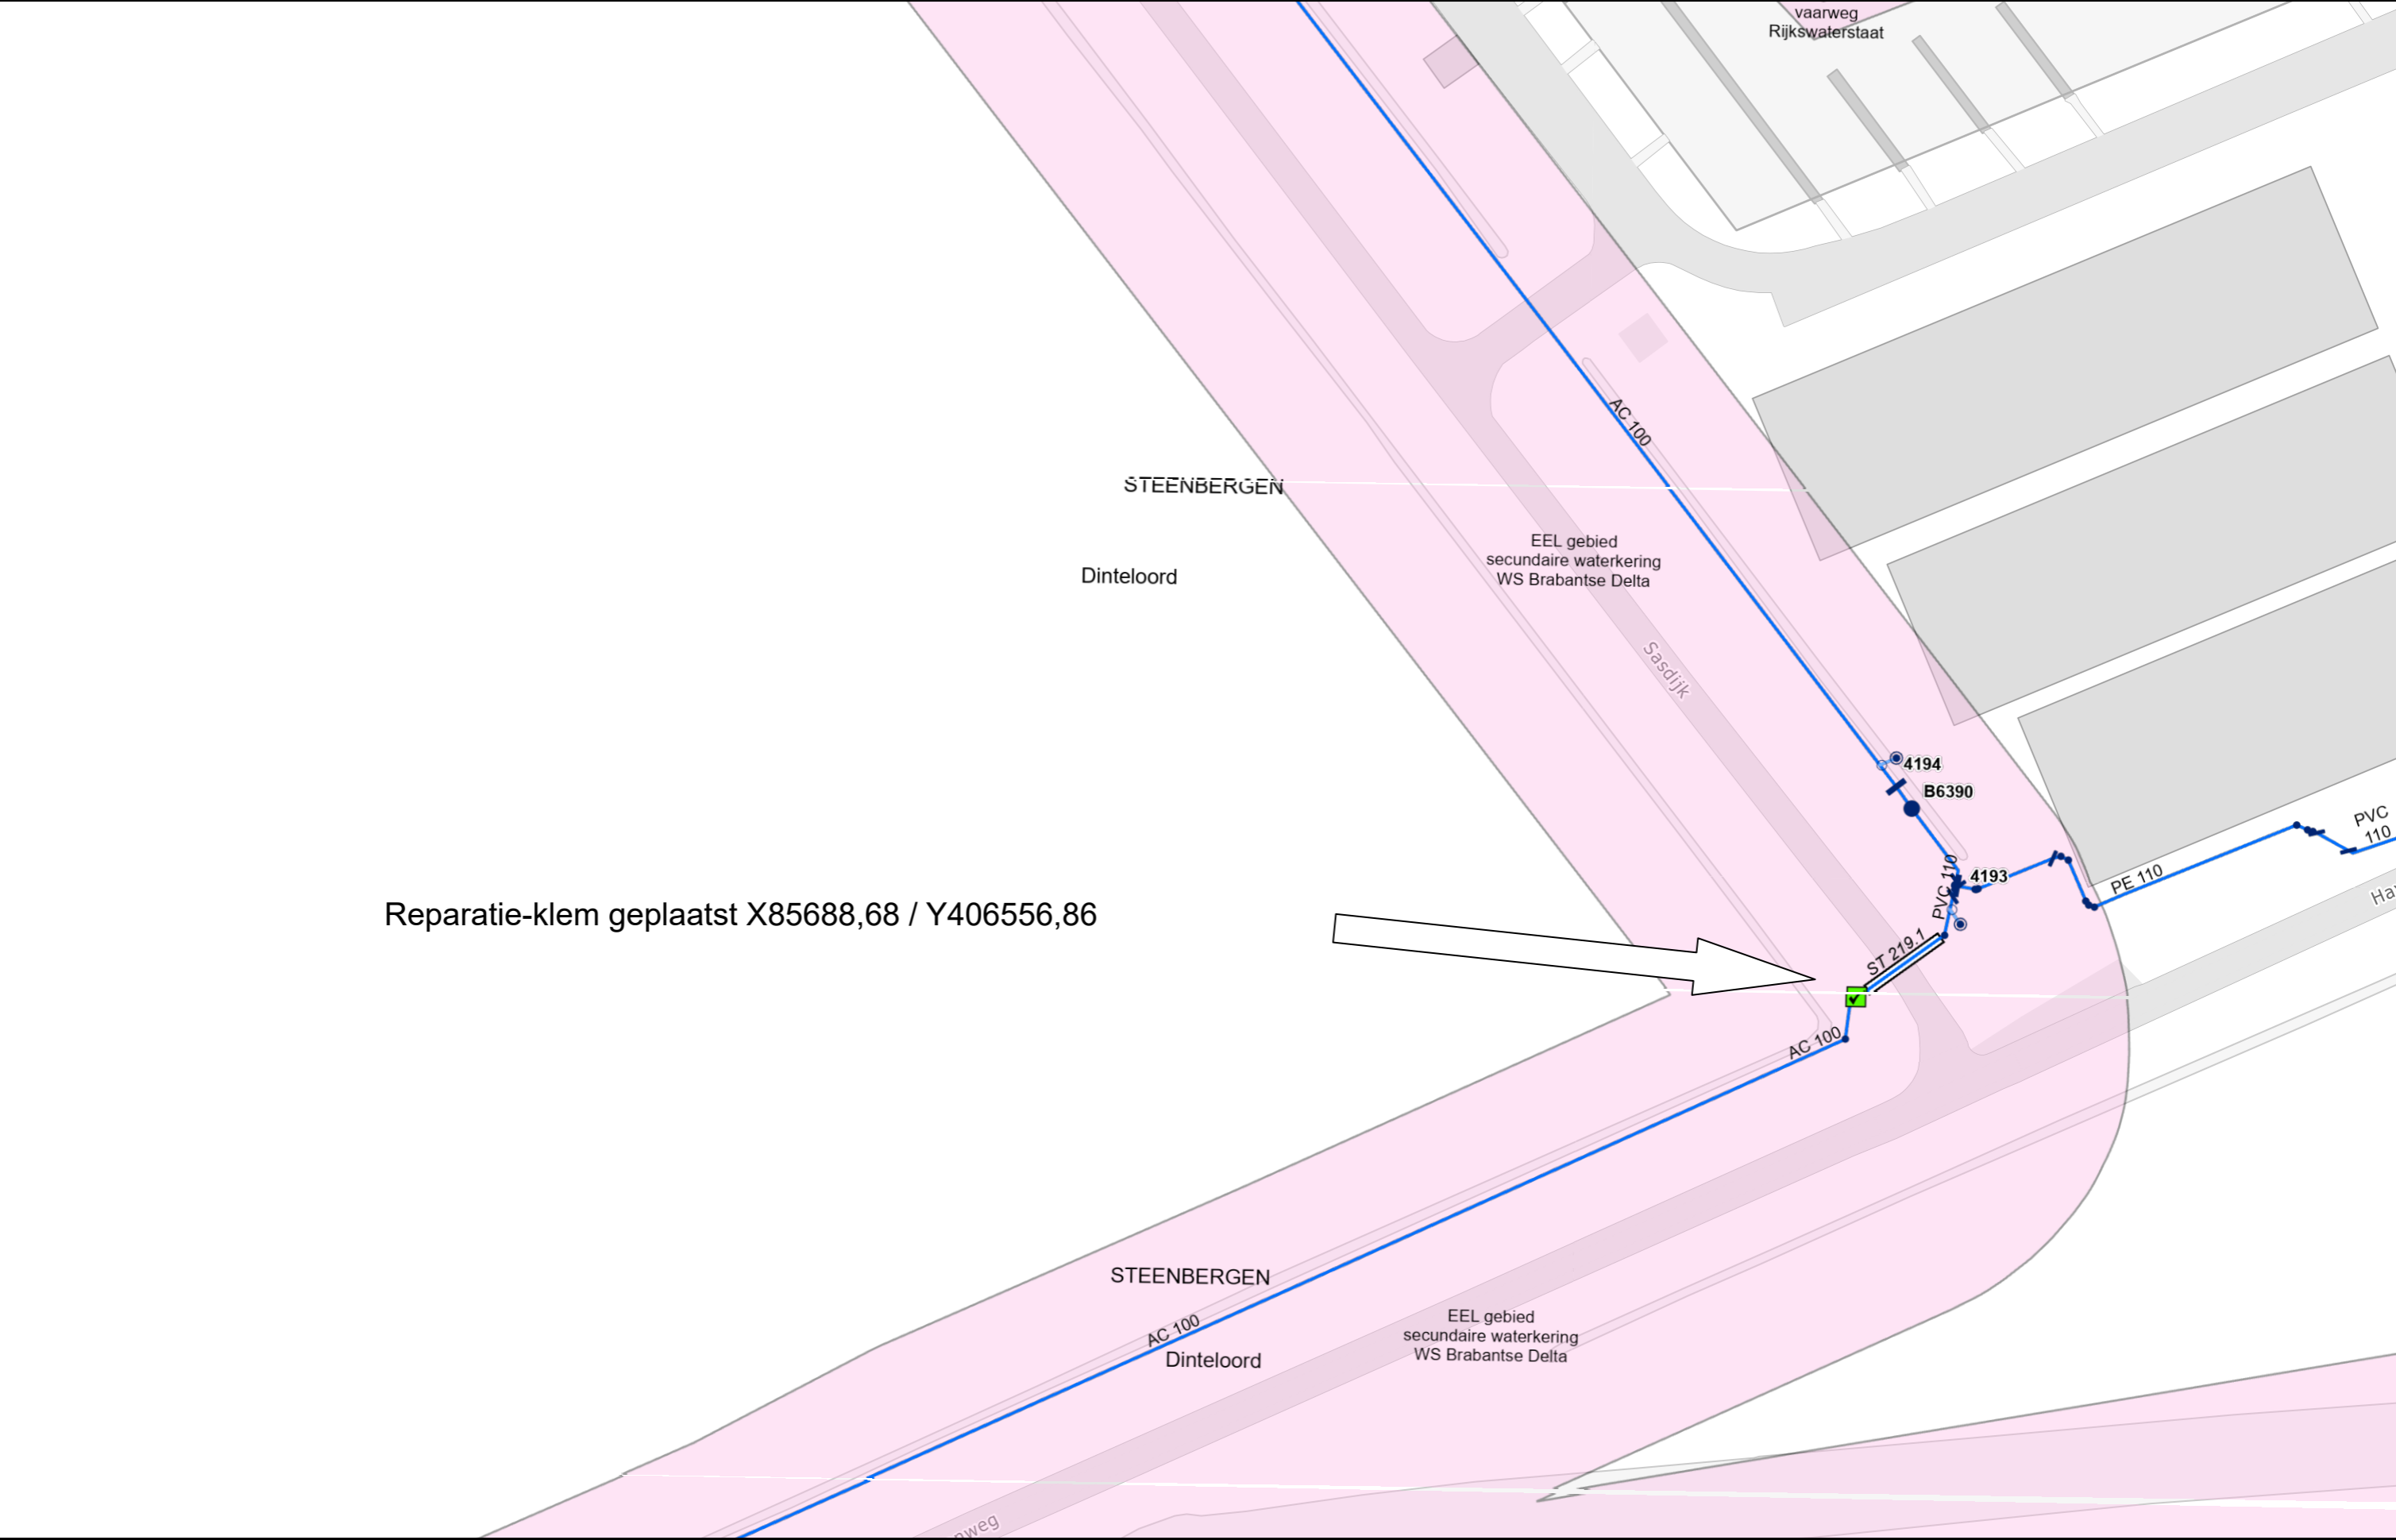 vaarweg
Rijkswaterstaat
AC 100
STEENBERGEN
EEL gebied
secundaire waterkering
WS Brabantse Delta
Dinteloord
Sasdijk
4194
B6390
PVC
110
PVC 110
4193
PE 110
Reparatie-klem geplaatst X85688,68 / Y406556,86
ST 219.1
AC 100
STEENBERGEN
AC 100
EEL gebied
secundaire waterkering
WS Brabantse Delta
Dinteloord